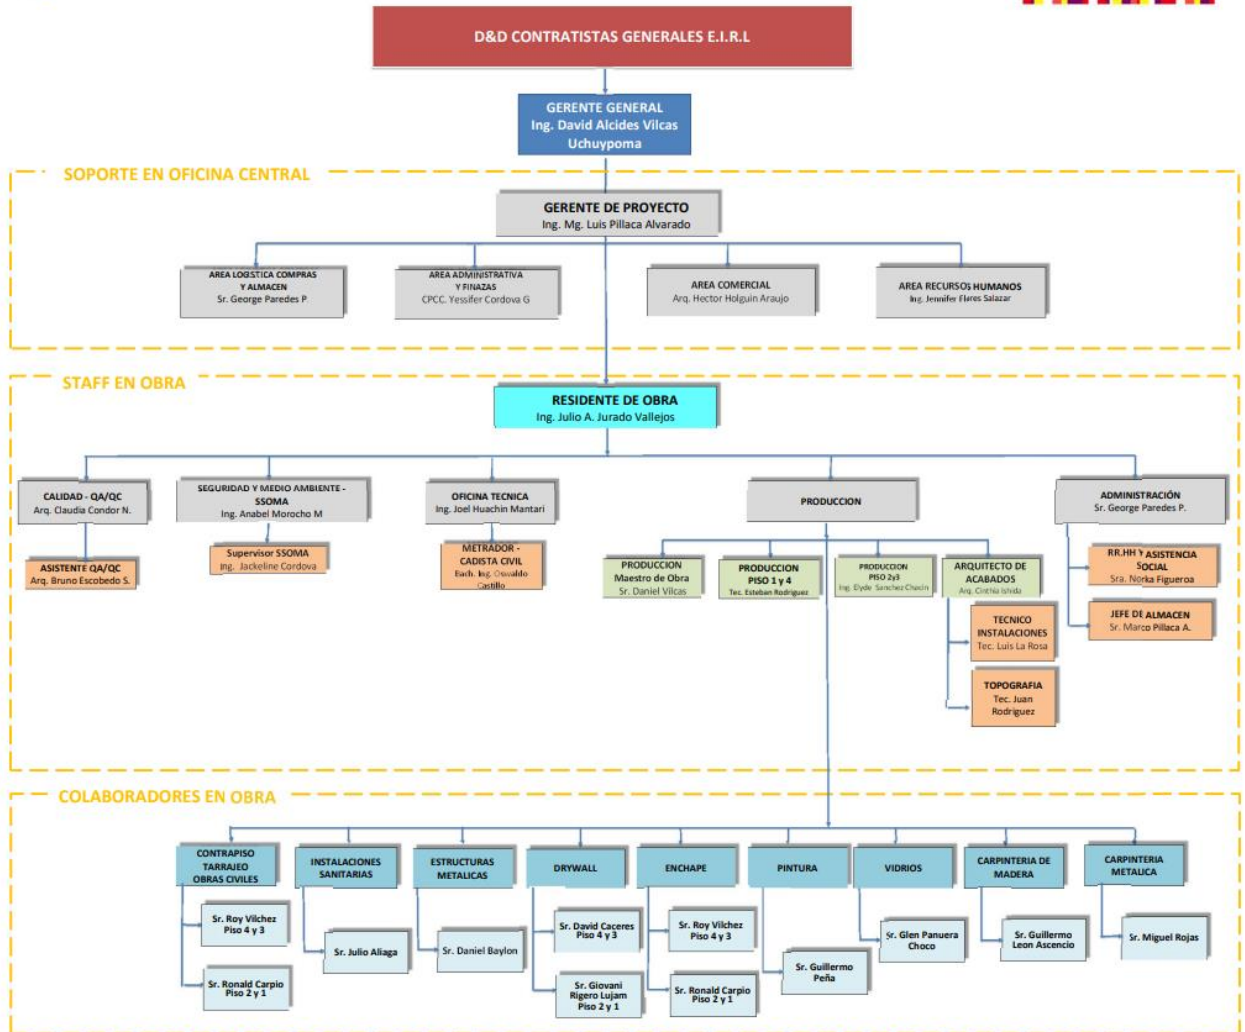 D&D CONTRATISTAS GENERALES E.I.R.L
GERENTE GENERAL
Ing. David Alcides Vilcas
Uchuypoma
SOPORTE EN OFICINA CENTRAL
GERENTE DE PROYECTO
Ing. Mg. Luis Pillaca Alvarado
AREA LOGISTICA COMPRAS
Y ALMACEN
Sr. George Paredes P
AREA ADMINISTRATIVA
Y FINAZAS
CPCC. Yessifer Cordova G
AREA COMERCIAL
Arq. Hector Holguin Araujo
AREA RECURSOS HUMANOS
Ing. Jennifer Flores Salazar
STAFF EN OBRA
RESIDENTE DE OBRA
Ing. Julio A. Jurado Vallejos
CALIDAD - QA/QC
Arq. Claudia Condor N.
SEGURIDAD Y MEDIO AMBIENTE -
SSOMA
Ing. Anabel Morocho M
OFICINA TECNICA
Ing. Joel Huachin Mantari
PRODUCCION
ADMINISTRACIÓN
Sr. George Paredes P.
ASISTENTE QA/QC
Arq. Bruno Escobedo S.
Supervisor SSOMA
Ing. Jackeline Cordova
METRADOR -
CADISTA CIVIL
Bach. Ing. Oswaldo
Castillo
PRODUCCION
Maestro de Obra
Sr. Daniel Vilcas
PRODUCCION
PISO 1 y 4
Tec. Esteban Rodriguez
PRODUCCION
PISO 2y3
Ing. Elyde Sanchez Chacin
ARQUITECTO DE
ACABADOS
Arq. Cinthia Ishida
RR.HH Y ASISTENCIA
SOCIAL
Sra. Norka Figueroa
JEFE DE ALMACEN
Sr. Marco Pillaca A.
TECNICO
INSTALACIONES
Tec. Luis La Rosa
TOPOGRAFIA
Tec. Juan
Rodriguez
COLABORADORES EN OBRA
CONTRAPISO
TARRAJEO
OBRAS CIVILES
INSTALACIONES
SANITARIAS
ESTRUCTURAS
METALICAS
DRYWALL
ENCHAPE
PINTURA
VIDRIOS
CARPINTERIA DE
MADERA
CARPINTERIA
METALICA
Sr. Roy Vilchez
Piso 4 y 3
Sr. Ronald Carpio
Piso 2 y 1
Sr. Julio Aliaga
Sr. Daniel Baylon
Sr. David Caceres
Piso 4 y 3
Sr. Giovani
Rigero Lujam
Piso 2 y 1
Sr. Roy Vilchez
Piso 4 y 3
Sr. Ronald Carpio
Piso 2 y 1
Sr. Guillermo
Peña
Sr. Glen Panuera
Choco
Sr. Guillermo
Leon Ascencio
Sr. Miguel Rojas